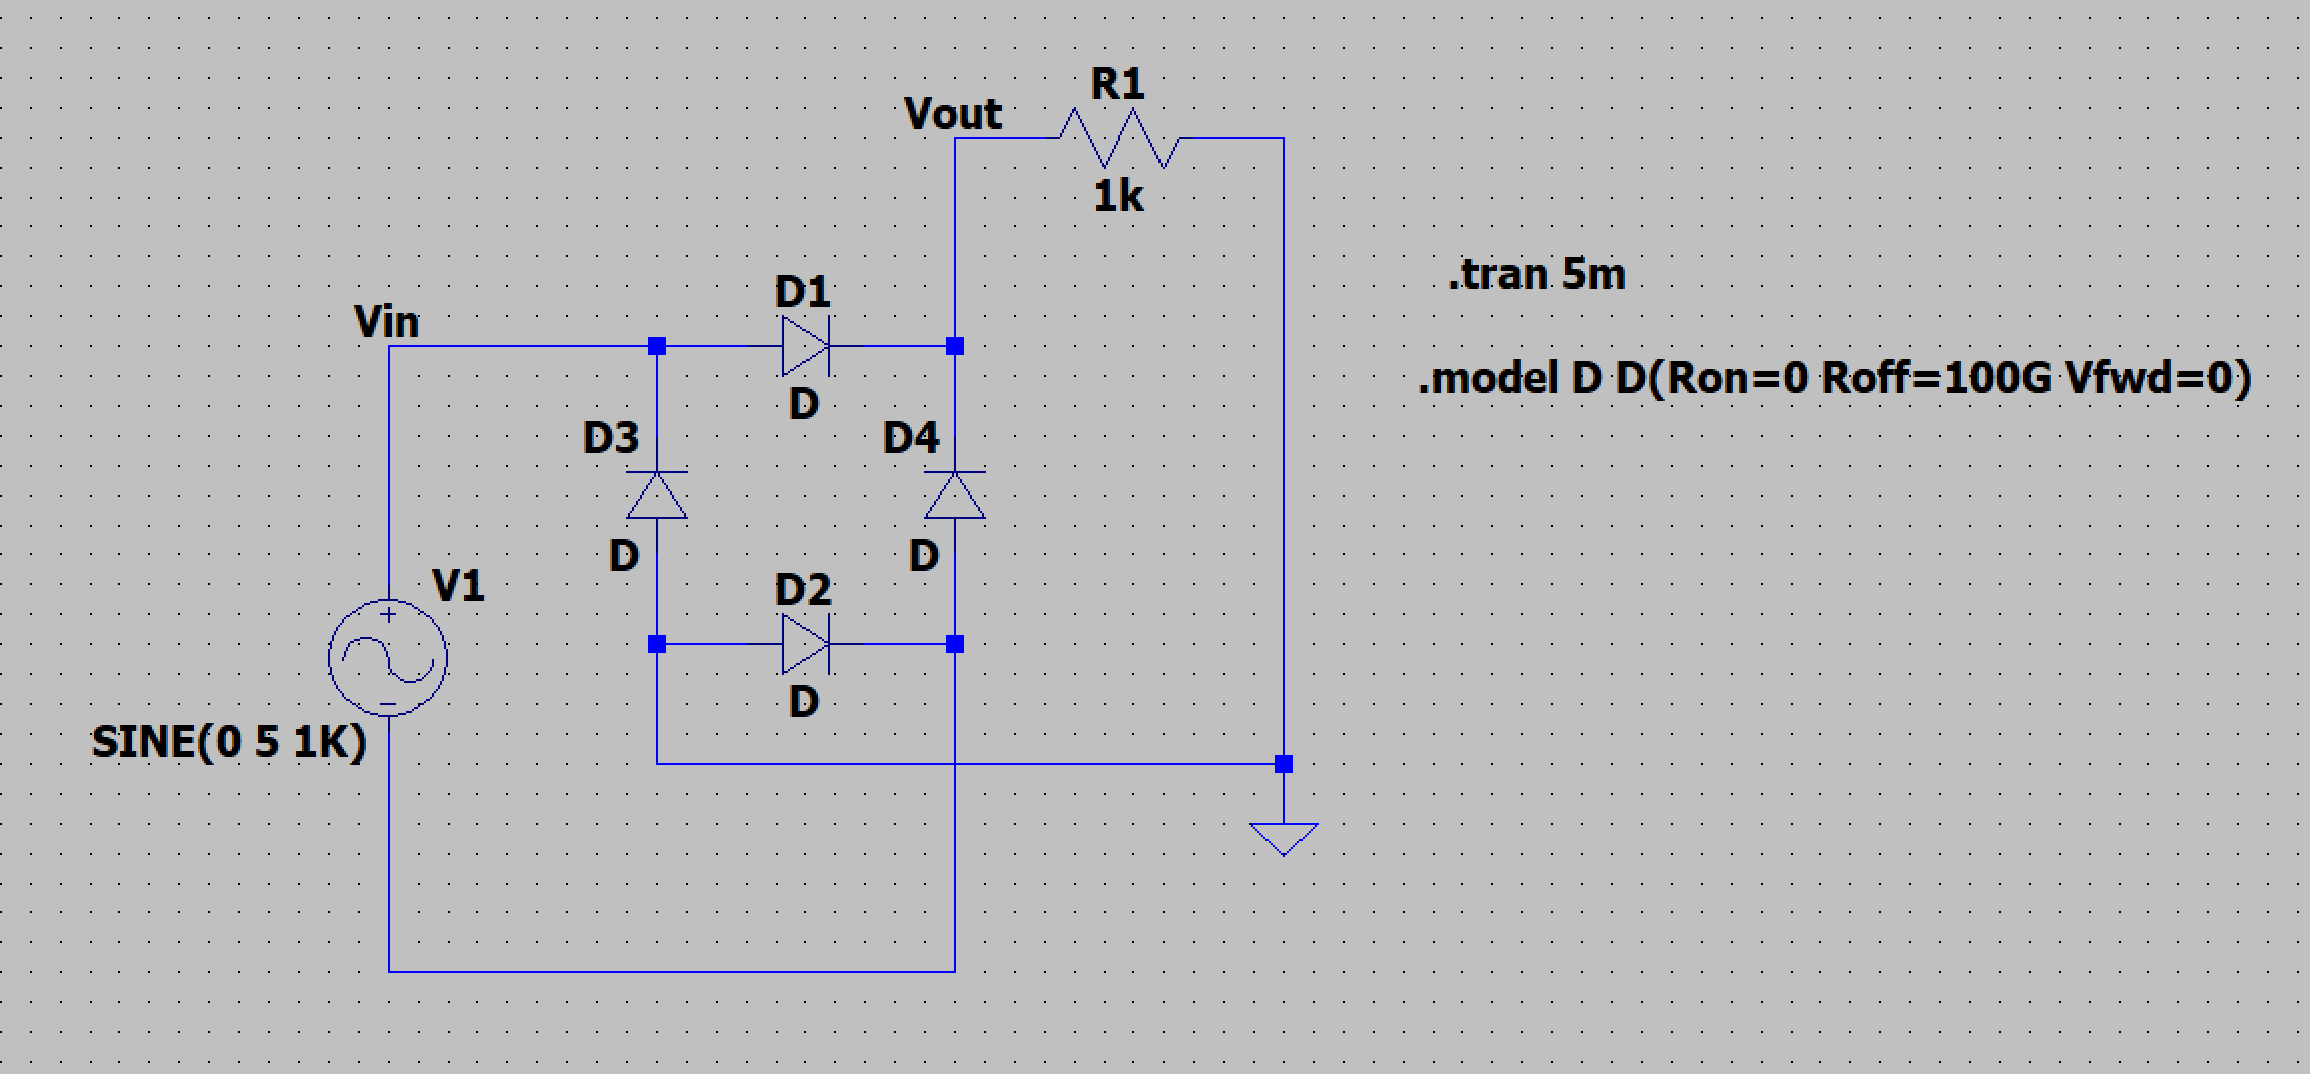 R1
Vout
1k
.tran 5m
D1
Vin
.model D D(Ron=0 Roff=100G Vfwd=0)
D
D3
D4
D
D
V1
D2
D
SINE(0 5 1K)